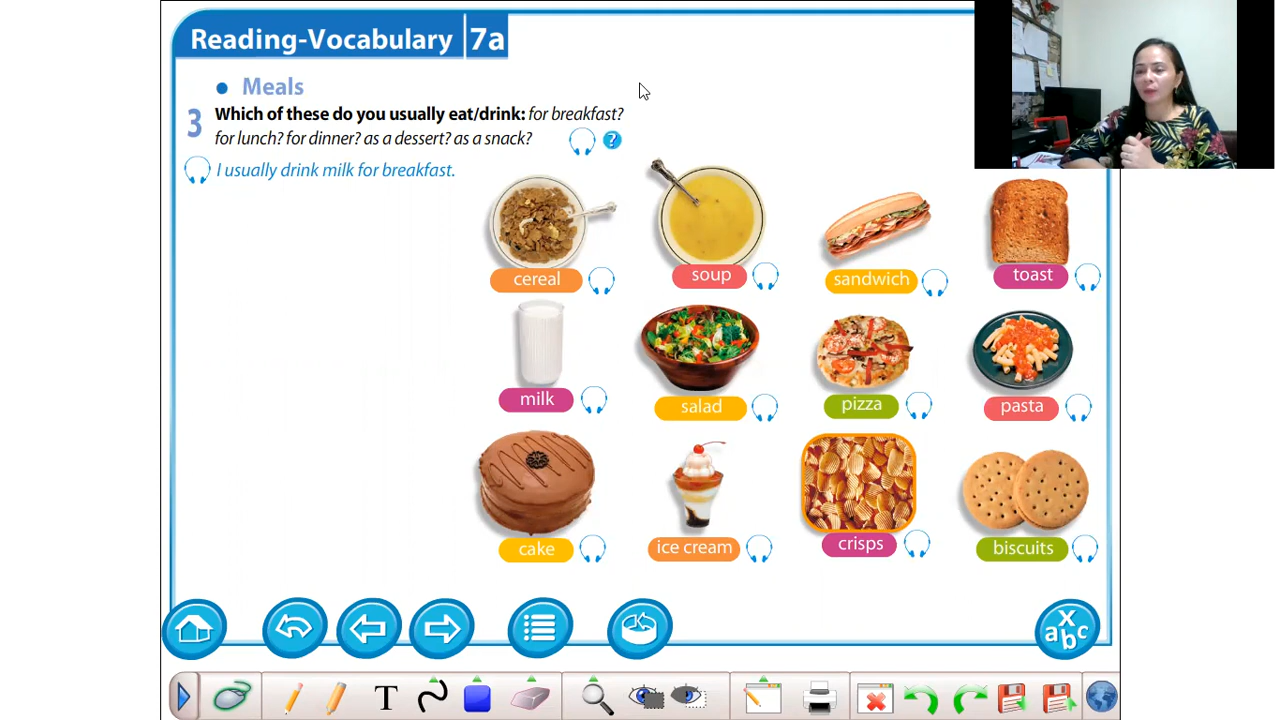 Reading-Vocabulary 7a
• Meals
3 Which of these do you usually eat/drink: for breakfast?
for lunch? for dinner? as a dessert? as a snack?
?
I usually drink milk for breakfast.
cereal
soup
sandwich
toast
milk
salad
pizza
pasta
cake
ice cream
crisps
biscuits
x
abc
T